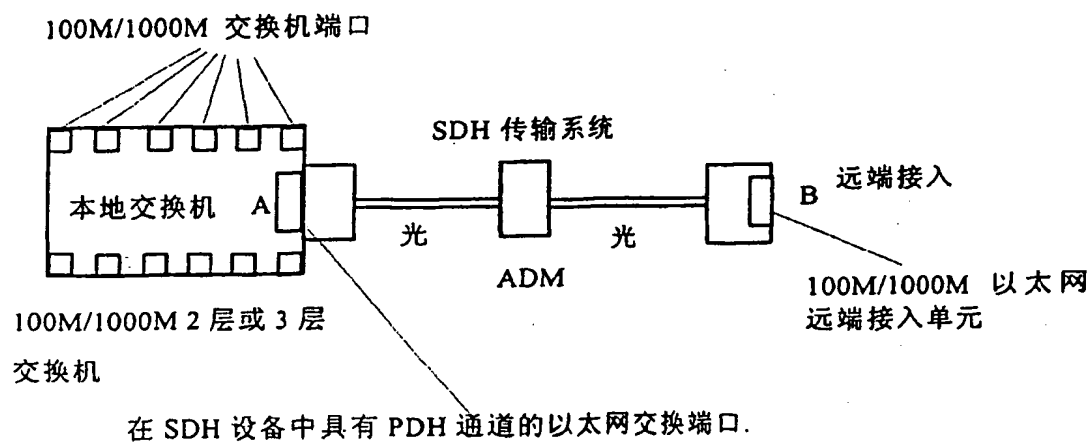 100M/1000M 交换机端口
SDH 传输系统
本地交换机
A
B
远端接入
光
光
ADM
100M/1000M 以太网
远端接入单元
100M/1000M 2 层或 3 层
交换机
在 SDH 设备中具有 PDH 通道的以太网交换端口.